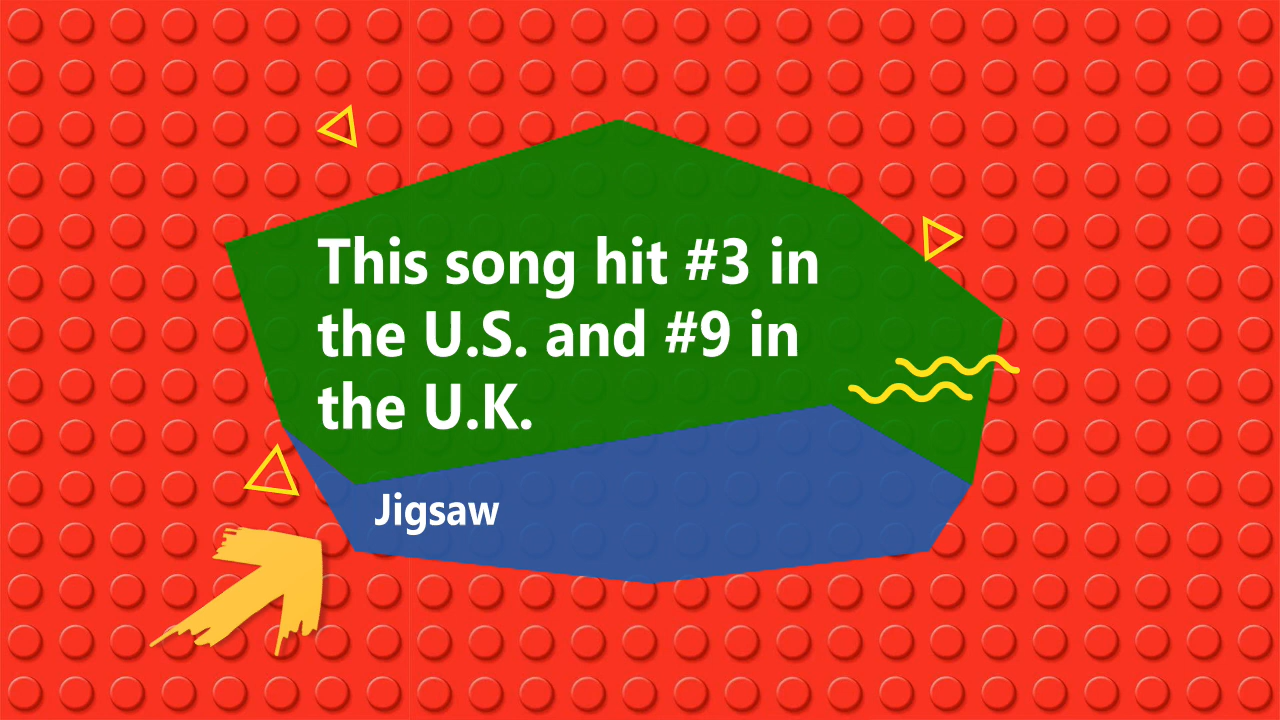 This song hit #3 in
the U.S. and #9 in
the U.K.
Jigsaw